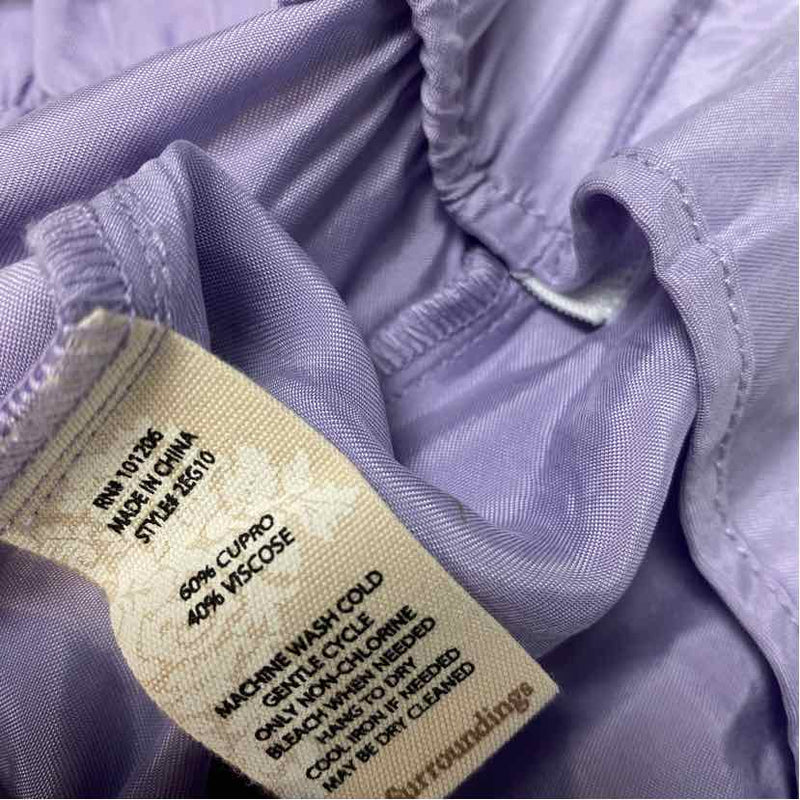 RN# 101206
MADE IN CHINA
STYLE# 2EG10
60% CUPRO
40% VISCOSE
MACHINE WASH COLD
GENTLE CYCLE
ONLY NON-CHLORINE
BLEACH WHEN NEEDED
HANG TO DRY
COOL IRON IF NEEDED
MAY BE DRY CLEANED
Surroundings